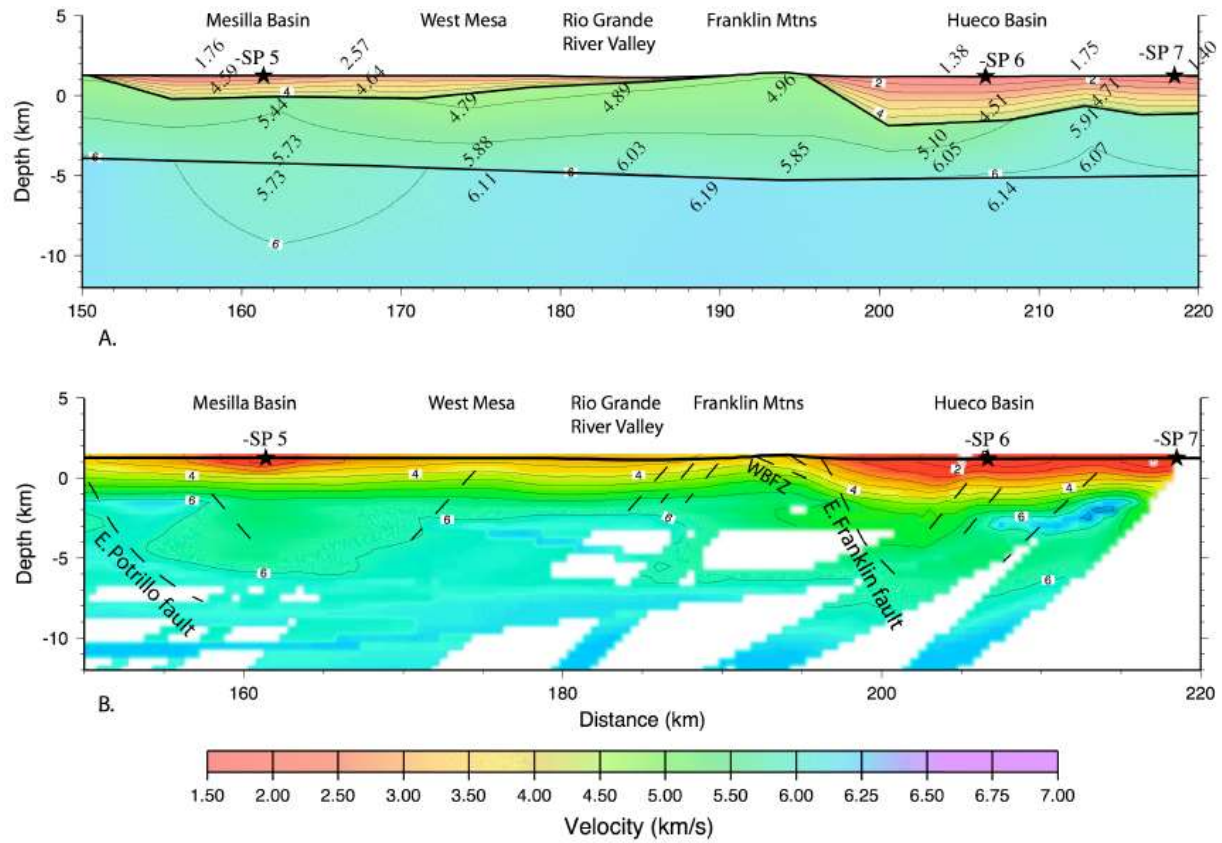 Mesilla Basin West Mesa Rio Grande Franklin Mtns Hueco Basin
River Valley
5
1.76 -SP 5 2.57 1.38 -SP 6 1.75 -SP 7 1.40
4.59 4.64 4.79 4.89 4.96 2 2 4.51 4.71
0 4 4
5.44 5.10 5.91
5.73 5.88 6.03 5.85 6.05 6.07
-5 6 6 6
5.73 6.11 6.19 6.14
6
-10
Depth (km)
150 160 170 180 190 200 210 220
A.
Mesilla Basin West Mesa Rio Grande Franklin Mtns Hueco Basin
River Valley
5
-SP 5 -SP 6 -SP 7
0 4 4 4 WBFZ 4 2 4
6 6 6 6
-5 6 6
E. Potrillo fault
E. Franklin fault
-10
Depth (km)
160 180 200 220
B.
Distance (km)
1.50 2.00 2.50 3.00 3.50 4.00 4.50 5.00 5.50 6.00 6.25 6.50 6.75 7.00
Velocity (km/s)